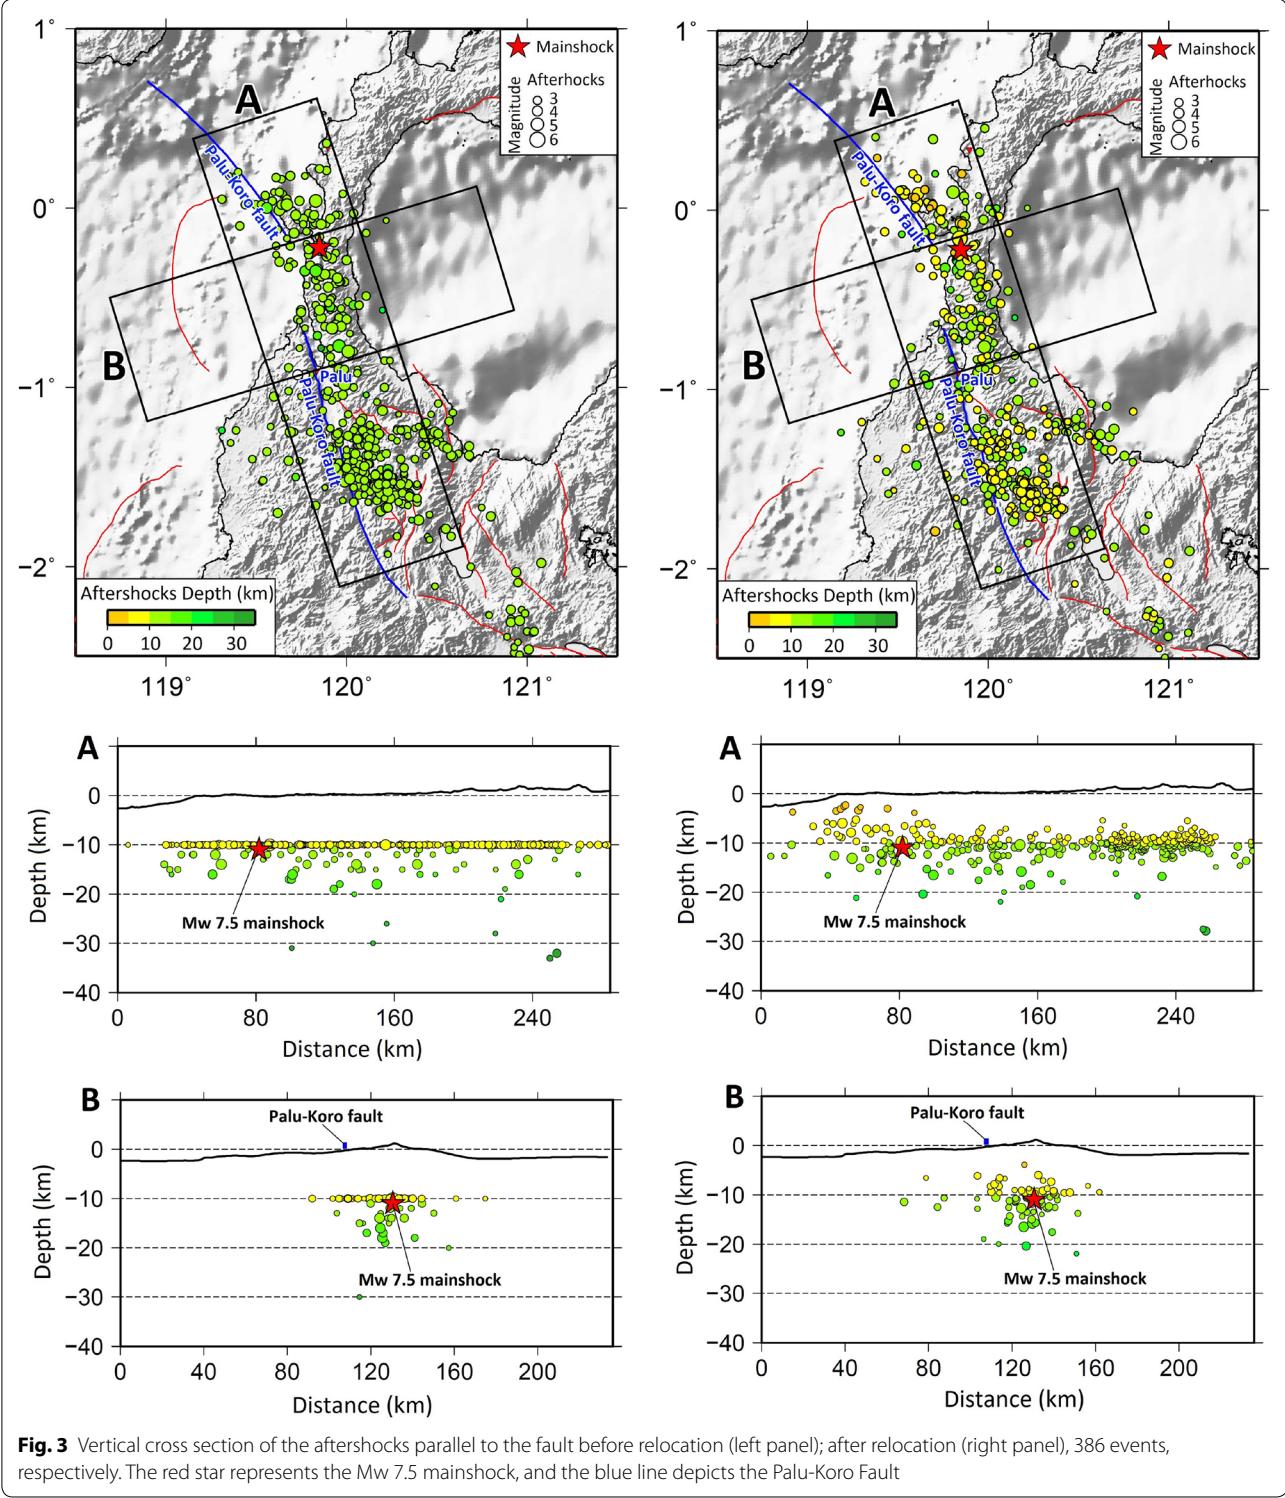 1°
0°
−1°
−2°
119°
120°
121°
A
B
Mainshock
Afterhocks
Magnitude
3
4
5
6
Palu-Koro fault
Palu
Palu-Koro fault
Aftershocks Depth (km)
0 10 20 30
1°
0°
−1°
−2°
119°
120°
121°
A
B
Mainshock
Afterhocks
Magnitude
3
4
5
6
Palu-Koro fault
Palu
Palu-Koro fault
Aftershocks Depth (km)
0 10 20 30
A
0
−10
−20
−30
−40
Depth (km)
Mw 7.5 mainshock
0 80 160 240
Distance (km)
A
0
−10
−20
−30
−40
Depth (km)
Mw 7.5 mainshock
0 80 160 240
Distance (km)
B
Palu-Koro fault
0
−10
−20
−30
−40
Depth (km)
Mw 7.5 mainshock
0 40 80 120 160 200
Distance (km)
B
Palu-Koro fault
0
−10
−20
−30
−40
Depth (km)
Mw 7.5 mainshock
0 40 80 120 160 200
Distance (km)
Fig. 3 Vertical cross section of the aftershocks parallel to the fault before relocation (left panel); after relocation (right panel), 386 events,
respectively. The red star represents the Mw 7.5 mainshock, and the blue line depicts the Palu-Koro Fault